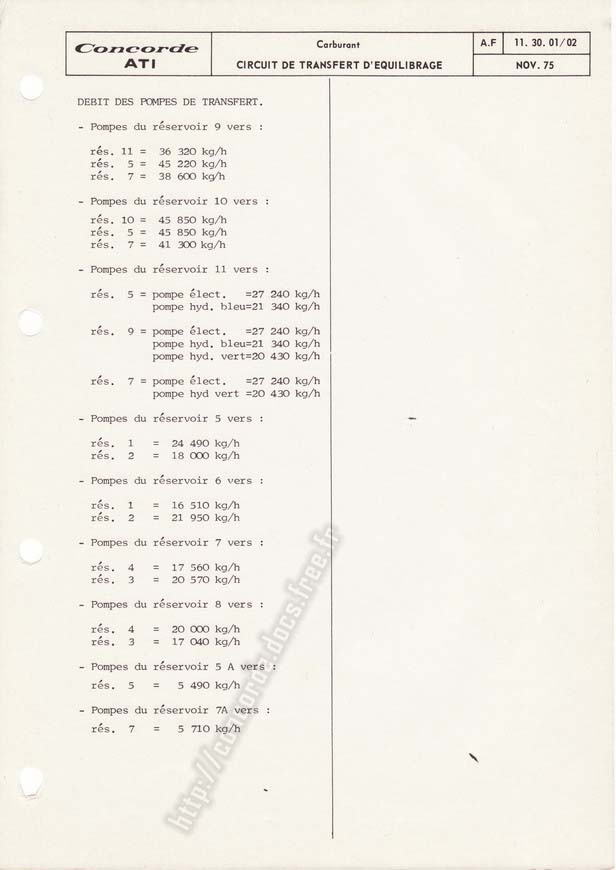 Concorde
ATI
Carburant
CIRCUIT DE TRANSFERT D'EQUILIBRAGE
A.F
11. 30. 01/02
NOV. 75
DEBIT DES POMPES DE TRANSFERT.
- Pompes du réservoir 9 vers :
rés. 11 = 36 320 kg/h
rés. 5 = 45 220 kg/h
rés. 7 = 38 600 kg/h
- Pompes du réservoir 10 vers :
rés. 10 = 45 850 kg/h
rés. 5 = 45 850 kg/h
rés. 7 = 41 300 kg/h
- Pompes du réservoir 11 vers :
rés. 5 = pompe élect. =27 240 kg/h
pompe hyd. bleu=21 340 kg/h
rés. 9 = pompe élect. =27 240 kg/h
pompe hyd. bleu=21 340 kg/h
pompe hyd. vert=20 430 kg/h
rés. 7 = pompe élect. =27 240 kg/h
pompe hyd vert =20 430 kg/h
- Pompes du réservoir 5 vers :
rés. 1 = 24 490 kg/h
rés. 2 = 18 000 kg/h
- Pompes du réservoir 6 vers :
rés. 1 = 16 510 kg/h
rés. 2 = 21 950 kg/h
- Pompes du réservoir 7 vers :
rés. 4 = 17 560 kg/h
rés. 3 = 20 570 kg/h
- Pompes du réservoir 8 vers :
rés. 4 = 20 000 kg/h
rés. 3 = 17 040 kg/h
- Pompes du réservoir 5 A vers :
rés. 5 = 5 490 kg/h
- Pompes du réservoir 7A vers :
rés. 7 = 5 710 kg/h
http://concorde.docs.free.fr